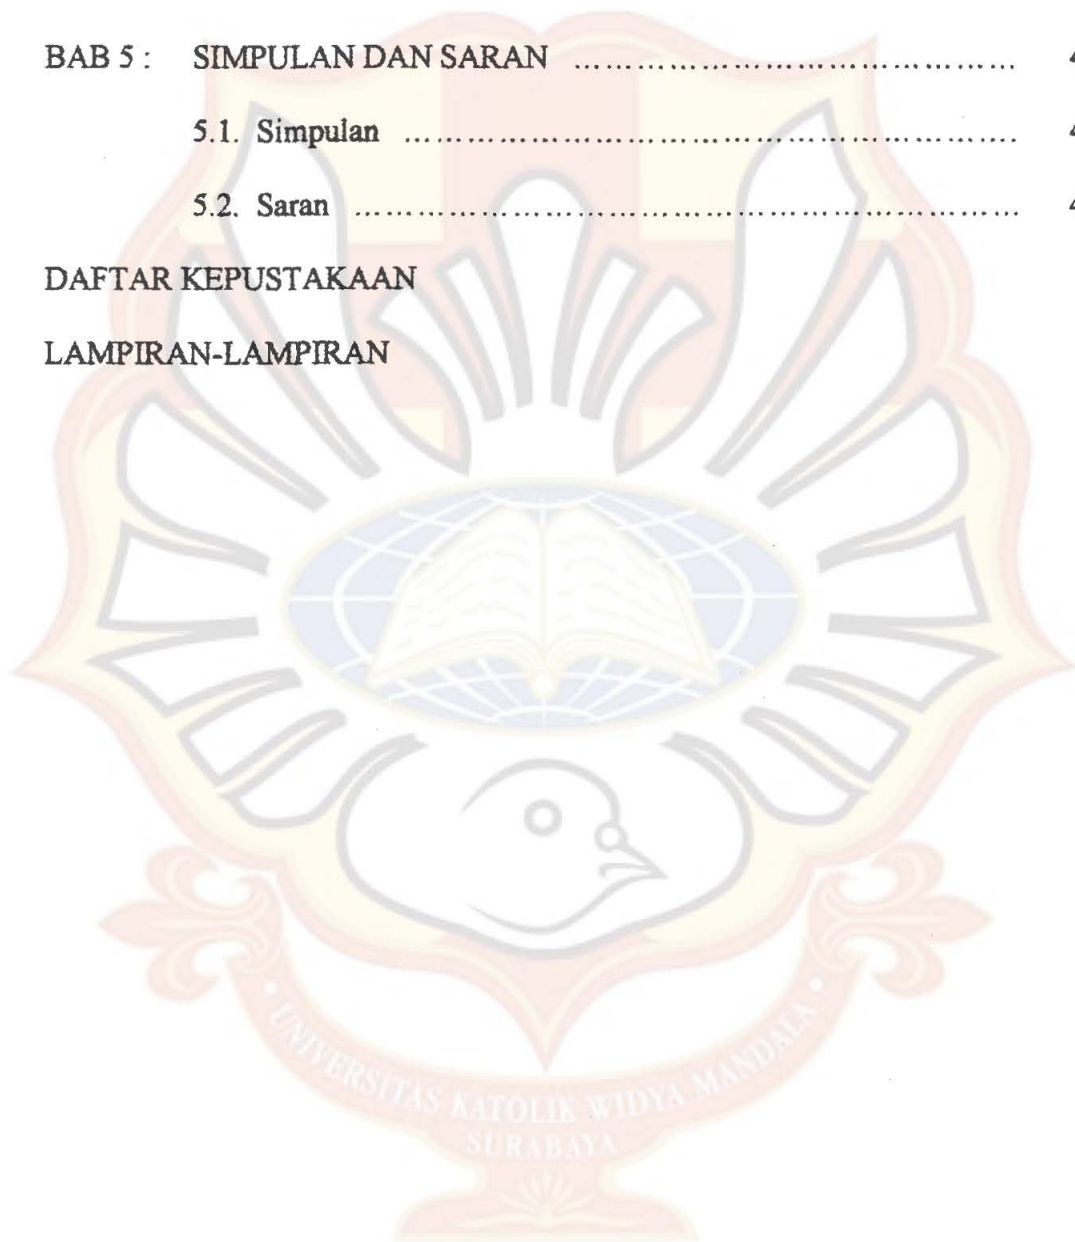 BAB 5 : SIMPULAN DAN SARAN ........................................
5.1. Simpulan ........................................
5.2. Saran ........................................
DAFTAR KEPUSTAKAAN
LAMPIRAN-LAMPIRAN
• UNIVERSITAS KATOLIK WIDYA MANDALA •
SURABAYA